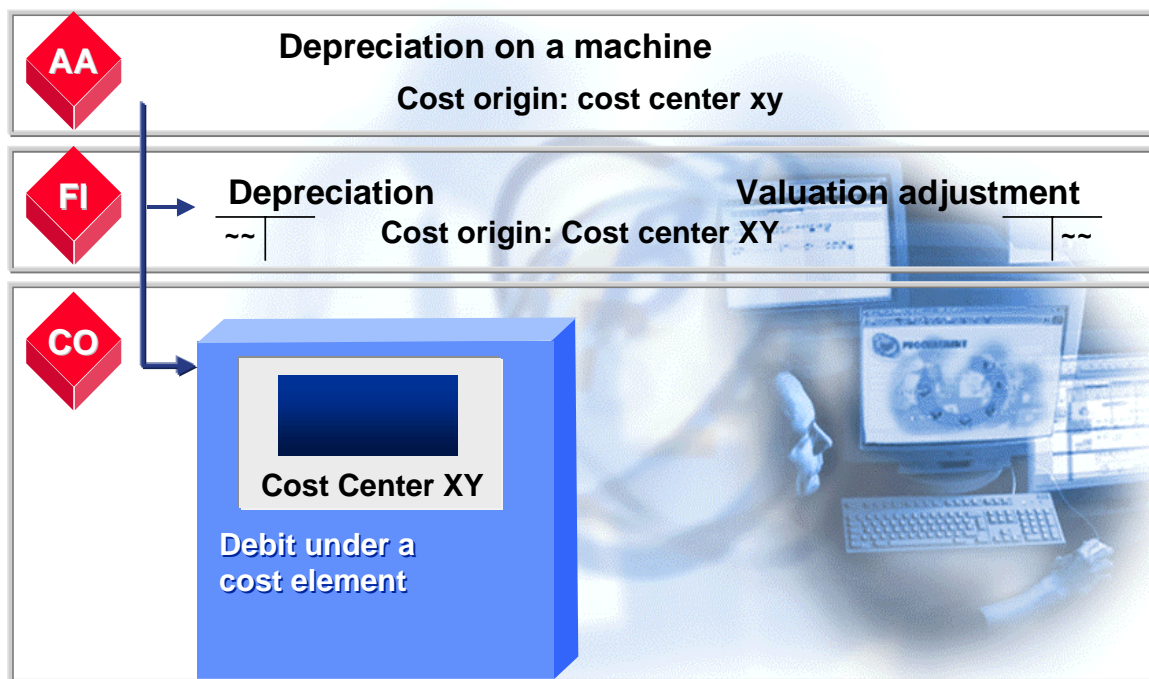 AA
Depreciation on a machine
Cost origin: cost center xy
FI
Depreciation
Valuation adjustment
~~
Cost origin: Cost center XY
~~
CO
PROCUREMENT
Cost Center XY
Debit under a
cost element